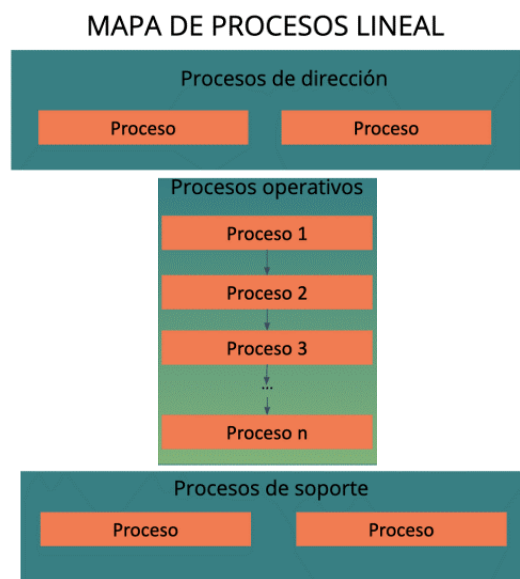 MAPA DE PROCESOS LINEAL
Procesos de dirección
Proceso
Proceso
Procesos operativos
Proceso 1
Proceso 2
Proceso 3
...
Proceso n
Procesos de soporte
Proceso
Proceso